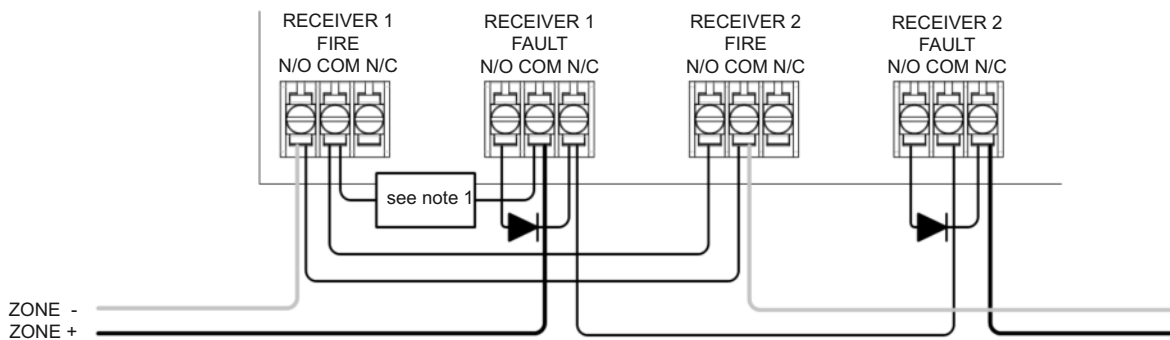 RECEIVER 1
FIRE
N/O COM N/C
RECEIVER 1
FAULT
N/O COM N/C
RECEIVER 2
FIRE
N/O COM N/C
RECEIVER 2
FAULT
N/O COM N/C
see note 1
ZONE -
ZONE +